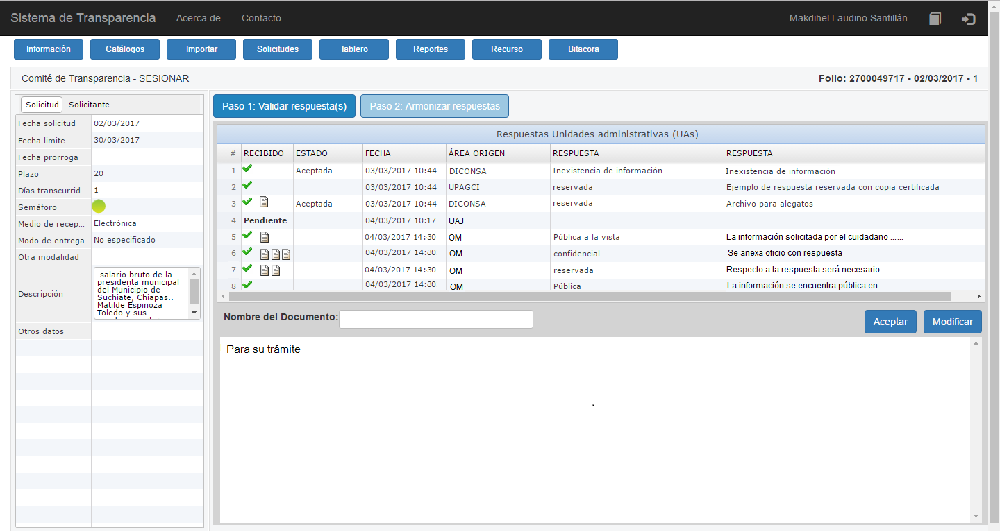 Sistema de Transparencia Acerca de Contacto Makdihel Laudino Santillán
Información Catálogos Importar Solicitudes Tablero Reportes Recurso Bitacora
Comité de Transparencia - SESIONAR Folio: 2700049717 - 02/03/2017 - 1
Solicitud Solicitante
Fecha solicitud 02/03/2017
Fecha limite 30/03/2017
Fecha prorroga
Plazo 20
Días transcurrid... 1
Semáforo
Medio de recep... Electrónica
Modo de entrega No especificado
Otra modalidad
Descripción
salario bruto de la
presidenta municipal
del Municipio de
Suchiate, Chiapas..
Matilde Espinoza
Toledo y sus
Otros datos
Paso 1: Validar respuesta(s) Paso 2: Armonizar respuestas
Respuestas Unidades administrativas (UAs)
# RECIBIDO ESTADO FECHA ÁREA ORIGEN RESPUESTA RESPUESTA
1 Aceptada 03/03/2017 10:44 DICONSA Inexistencia de información Inexistencia de información
2 03/03/2017 10:44 UPAGCI reservada Ejemplo de respuesta reservada con copia certificada
3 Aceptada 03/03/2017 10:44 DICONSA reservada Archivo para alegatos
4 Pendiente 04/03/2017 10:17 UAJ
5 04/03/2017 14:30 OM Pública a la vista La información solicitada por el cuidadano ......
6 04/03/2017 14:30 OM confidencial Se anexa oficio con respuesta
7 04/03/2017 14:30 OM reservada Respecto a la respuesta será necesario ..........
8 04/03/2017 14:30 OM Pública La información se encuentra pública en .............
Nombre del Documento: Aceptar Modificar
Para su trámite
.